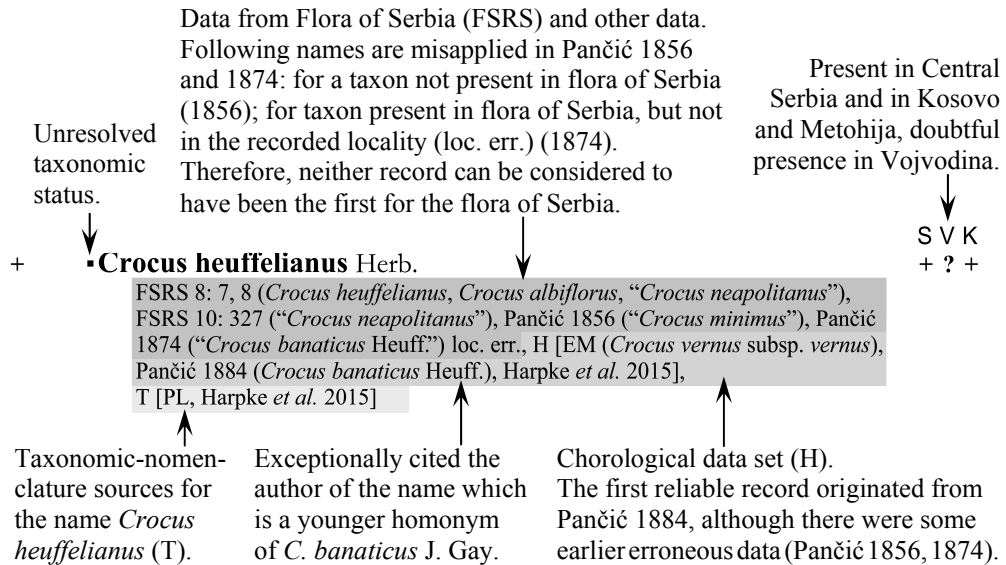 Data from Flora of Serbia (FSRS) and other data.
Following names are misapplied in Pančić 1856
and 1874: for a taxon not present in flora of Serbia
(1856); for taxon present in flora of Serbia, but not
in the recorded locality (loc. err.) (1874).
Therefore, neither record can be considered to
have been the first for the flora of Serbia.
Unresolved
taxonomic
status.
Present in Central
Serbia and in Kosovo
and Metohija, doubtful
presence in Vojvodina.
S V K
+ ▪Crocus heuffelianus Herb. + ? +
FSRS 8: 7, 8 (Crocus heuffelianus, Crocus albiflorus, “Crocus neapolitanus”),
FSRS 10: 327 (“Crocus neapolitanus”), Pančić 1856 (“Crocus minimus”), Pančić
1874 (“Crocus banaticus Heuff.”) loc. err., H [EM (Crocus vernus subsp. vernus),
Pančić 1884 (Crocus banaticus Heuff.), Harpke et al. 2015],
T [PL, Harpke et al. 2015]
Taxonomic-nomen-
clature sources for
the name Crocus
heuffelianus (T).
Exceptionally cited the
author of the name which
is a younger homonym
of C. banaticus J. Gay.
Chorological data set (H).
The first reliable record originated from
Pančić 1884, although there were some
earlier erroneous data (Pančić 1856, 1874).